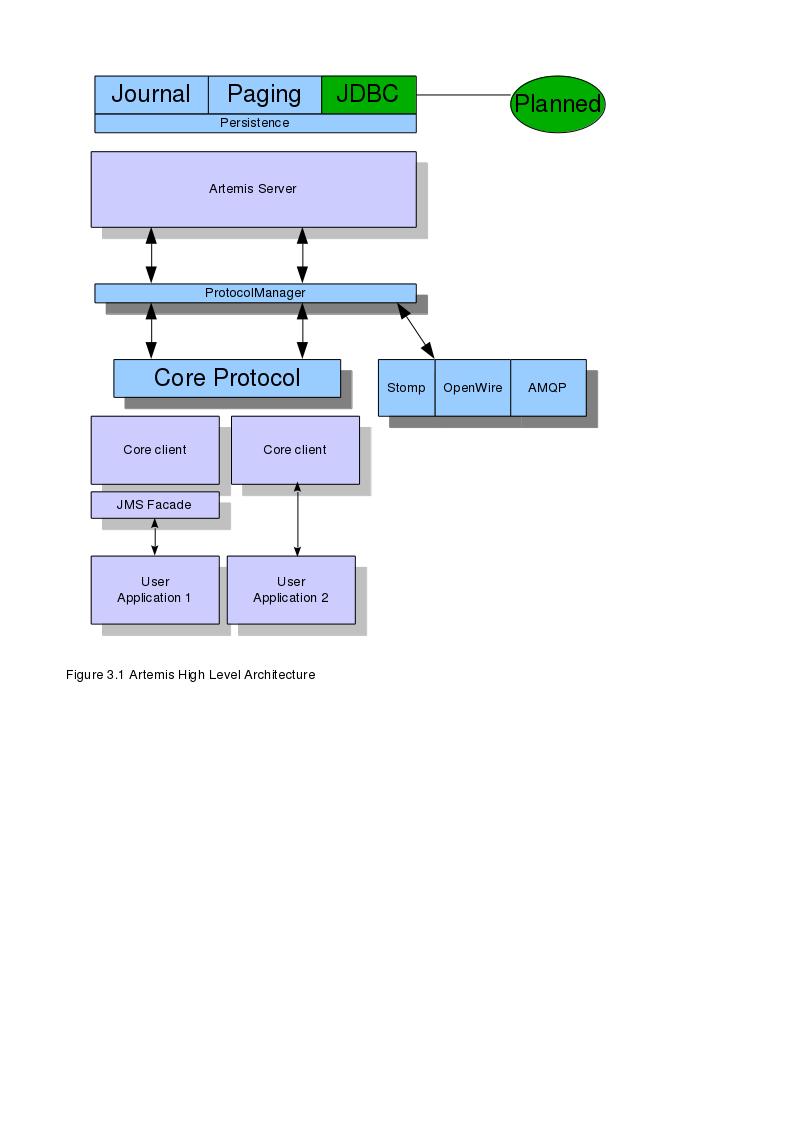 Journal Paging JDBC
Planned
Persistence
Artemis Server
ProtocolManager
Core Protocol
Stomp OpenWire AMQP
Core client
Core client
JMS Facade
User
Application 1
User
Application 2
Figure 3.1 Artemis High Level Architecture